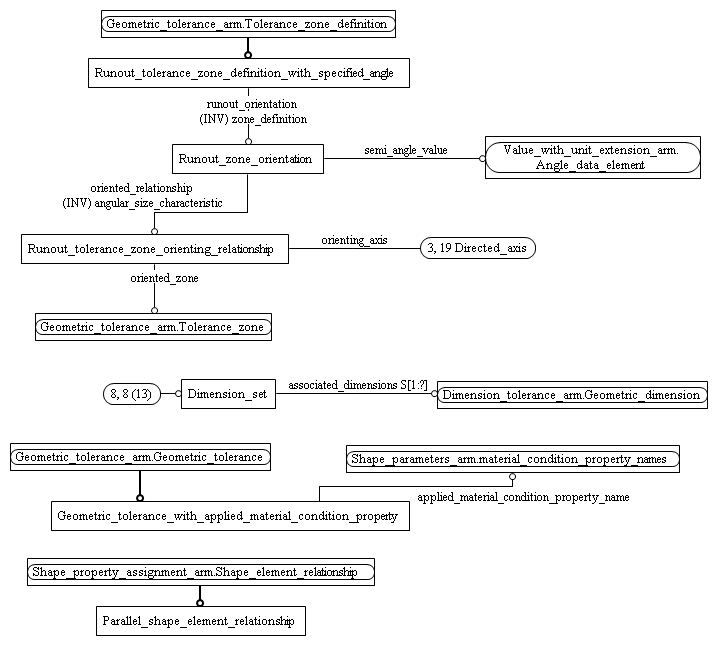 Geometric_tolerance_arm.Tolerance_zone_definition
Runout_tolerance_zone_definition_with_specified_angle
runout_orientation
(INV) zone_definition
Runout_zone_orientation
semi_angle_value
Value_with_unit_extension_arm.
Angle_data_element
oriented_relationship
(INV) angular_size_characteristic
Runout_tolerance_zone_orienting_relationship
orienting_axis
3, 19 Directed_axis
oriented_zone
Geometric_tolerance_arm.Tolerance_zone
8, 8 (13)
Dimension_set
associated_dimensions S[1:?]
Dimension_tolerance_arm.Geometric_dimension
Geometric_tolerance_arm.Geometric_tolerance
Shape_parameters_arm.material_condition_property_names
applied_material_condition_property_name
Geometric_tolerance_with_applied_material_condition_property
Shape_property_assignment_arm.Shape_element_relationship
Parallel_shape_element_relationship